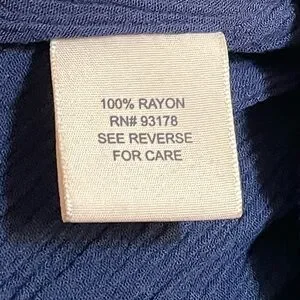 100% RAYON
RN# 93178
SEE REVERSE
FOR CARE